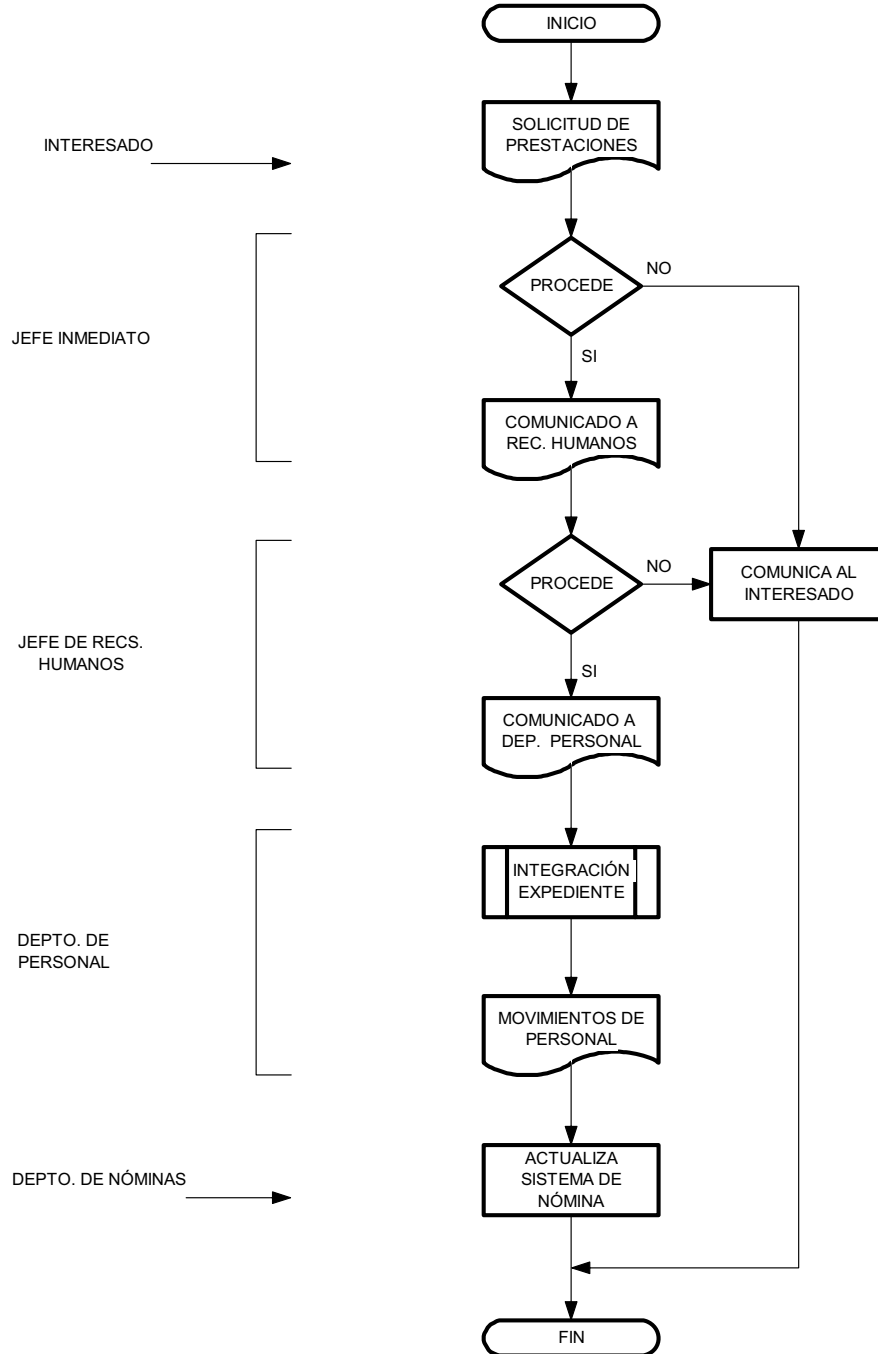 INICIO
SOLICITUD DE
PRESTACIONES
INTERESADO
PROCEDE
NO
JEFE INMEDIATO
SI
COMUNICADO A
REC. HUMANOS
PROCEDE
NO
COMUNICA AL
INTERESADO
JEFE DE RECS.
HUMANOS
SI
COMUNICADO A
DEP. PERSONAL
INTEGRACIÓN
EXPEDIENTE
DEPTO. DE
PERSONAL
MOVIMIENTOS DE
PERSONAL
DEPTO. DE NÓMINAS
ACTUALIZA
SISTEMA DE
NÓMINA
FIN